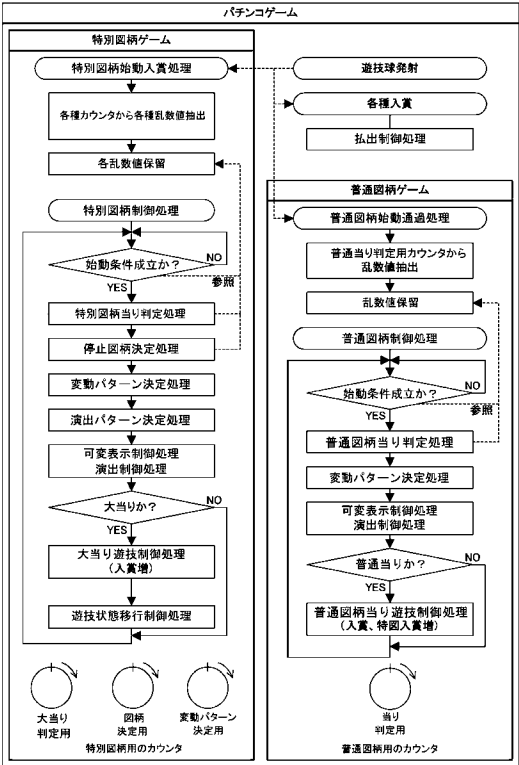 パチンコゲーム
特別図柄ゲーム
特別図柄始動入賞処理
各種カウンタから各種乱数値抽出
各乱数値保留
特別図柄制御処理
始動条件成立か？
NO
YES
参照
特別図柄当り判定処理
停止図柄決定処理
変動パターン決定処理
演出パターン決定処理
可変表示制御処理
演出制御処理
大当りか？
NO
YES
大当り遊技制御処理
（入賞増）
遊技状態移行制御処理
大当り
判定用
図柄
決定用
変動パターン
決定用
特別図柄用のカウンタ
遊技球発射
各種入賞
払出制御処理
普通図柄ゲーム
普通図柄始動通過処理
普通当り判定用カウンタから
乱数値抽出
乱数値保留
普通図柄制御処理
始動条件成立か？
NO
YES
参照
普通図柄当り判定処理
変動パターン決定処理
可変表示制御処理
演出制御処理
普通当りか？
NO
YES
普通図柄当り遊技制御処理
（入賞、特図入賞増）
当り
判定用
普通図柄用のカウンタ